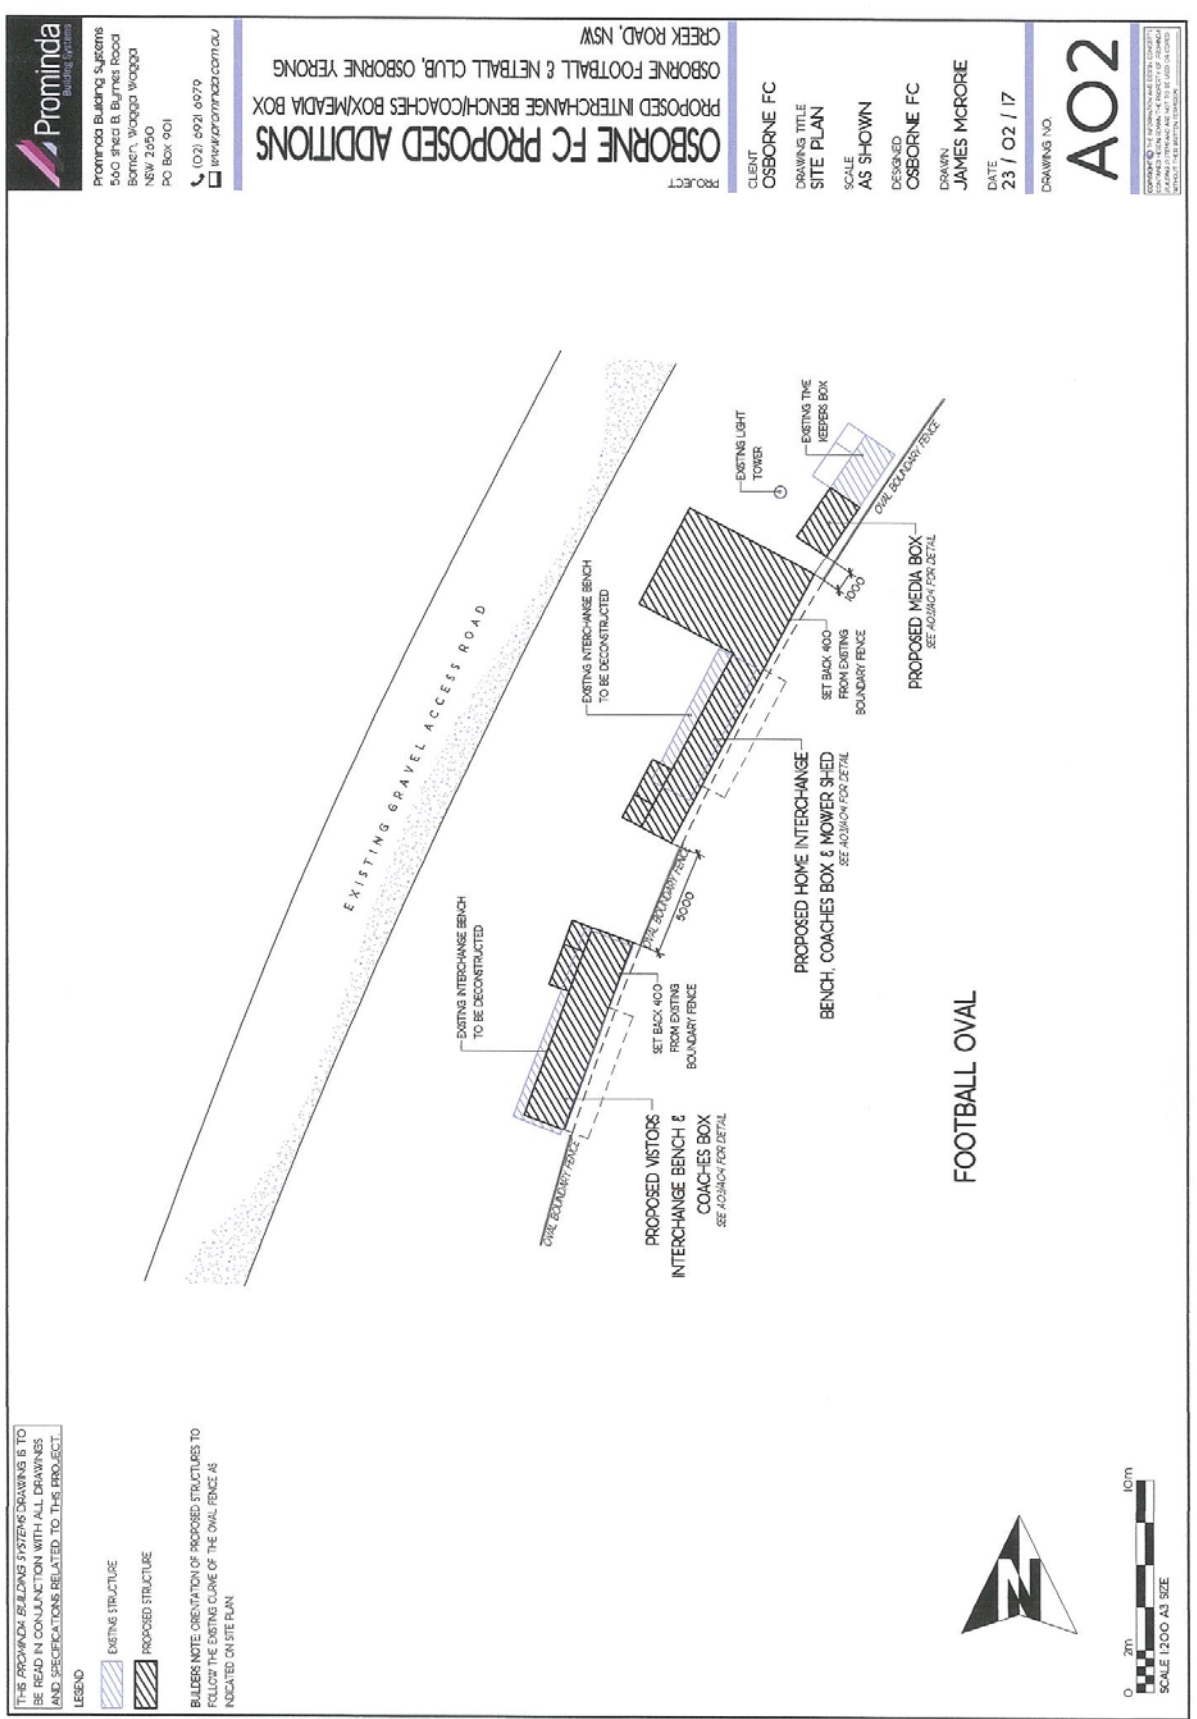 THIS PROMINDA BUILDING SYSTEMS DRAWING IS TO
BE READ IN CONJUNCTION WITH ALL DRAWINGS
AND SPECIFICATIONS RELATED TO THIS PROJECT.
LEGEND
EXISTING STRUCTURE
PROPOSED STRUCTURE
BUILDERS NOTE: ORIENTATION OF PROPOSED STRUCTURES TO
FOLLOW THE EXISTING CURVE OF THE OVAL FENCE AS
INDICATED ON SITE PLAN.
EXISTING GRAVEL ACCESS ROAD
EXISTING INTERCHANGE BENCH
TO BE DECONSTRUCTED
EXISTING INTERCHANGE BENCH
TO BE DECONSTRUCTED
EXISTING LIGHT
TOWER
EXISTING TIME
KEEPERS BOX
OVAL BOUNDARY FENCE
OVAL BOUNDARY FENCE
OVAL BOUNDARY FENCE
5000
1000
SET BACK 400
FROM EXISTING
BOUNDARY FENCE
SET BACK 400
FROM EXISTING
BOUNDARY FENCE
PROPOSED VISTORS
INTERCHANGE BENCH &
COACHES BOX
SEE A03/A04 FOR DETAIL
PROPOSED HOME INTERCHANGE
BENCH, COACHES BOX & MOWER SHED
SEE A03/A04 FOR DETAIL
PROPOSED MEDIA BOX
SEE A03/A04 FOR DETAIL
FOOTBALL OVAL
N
0 2m 10m
SCALE 1:200 A3 SIZE
Prominda
Building Systems
Prominda Building Systems
560 shed B, Byrnes Road
Bomen, Wagga Wagga
NSW 2650
PO Box 901
(02) 6921 6979
www.prominda.com.au
PROJECT
OSBORNE FC PROPOSED ADDITIONS
PROPOSED INTERCHANGE BENCH/COACHES BOX/MEADIA BOX
OSBORNE FOOTBALL & NETBALL CLUB, OSBORNE YERONG
CREEK ROAD, NSW
CLIENT
OSBORNE FC
DRAWING TITLE
SITE PLAN
SCALE
AS SHOWN
DESIGNED
OSBORNE FC
DRAWN
JAMES MCRORIE
DATE
23 / 02 / 17
DRAWING NO.
A02